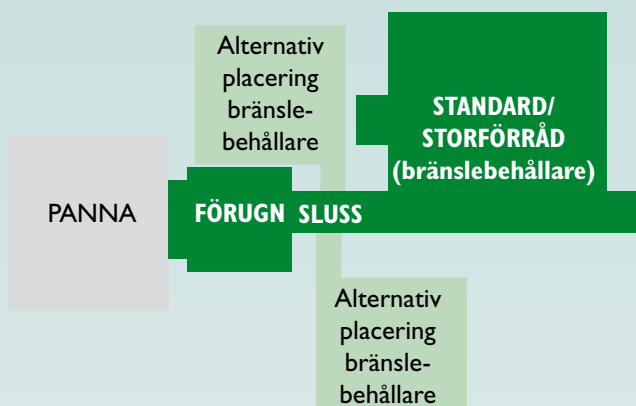 Alternativ
placering
bränsle-
behållare
STANDARD/
STORFÖRRÅD
(bränslebehållare)
PANNA
FÖRUGN
SLUSS
Alternativ
placering
bränsle-
behållare